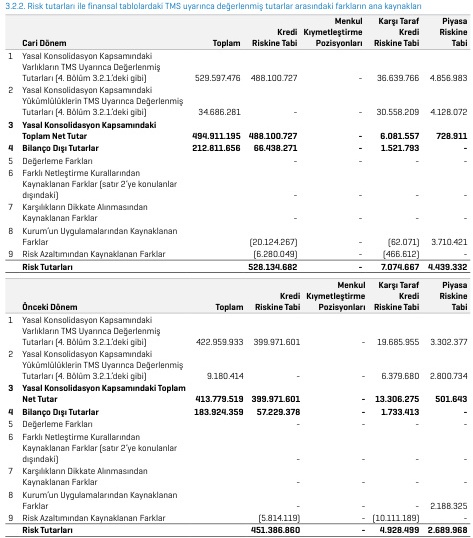 3.2.2. Risk tutarları ile finansal tablolardaki TMS uyarınca değerlenmiş tutarlar arasındaki farkların ana kaynakları
Menkul Karşı Taraf Piyasa
Kredi Kıymetleştirme Kredi Riskine
Cari Dönem Toplam Riskine Tabi Pozisyonları Riskine Tabi Tabi
1 Yasal Konsolidasyon Kapsamındaki
Varlıkların TMS Uyarınca Değerlenmiş
Tutarları (4. Bölüm 3.2.1.'deki gibi) 529.597.476 488.100.727 - 36.639.766 4.856.983
2 Yasal Konsolidasyon Kapsamındaki
Yükümlülüklerin TMS Uyarınca Değerlenmiş
Tutarları (4. Bölüm 3.2.1.'deki gibi) 34.686.281 - - 30.558.209 4.128.072
3 Yasal Konsolidasyon Kapsamındaki
Toplam Net Tutar 494.911.195 488.100.727 - 6.081.557 728.911
4 Bilanço Dışı Tutarlar 212.811.656 66.438.271 - 1.521.793 -
5 Değerleme Farkları - - - -
6 Farklı Netleştirme Kurallarından
Kaynaklanan Farklar (satır 2'ye konulanlar
dışındaki) - - - -
7 Karşılıkların Dikkate Alınmasından
Kaynaklanan Farklar - - - -
8 Kurum'un Uygulamalarından Kaynaklanan
Farklar (20.124.267) - (62.071) 3.710.421
9 Risk Azaltımından Kaynaklanan Farklar (6.280.049) - (466.612) -
Risk Tutarları 528.134.682 - 7.074.667 4.439.332
Menkul Karşı Taraf Piyasa
Kredi Kıymetleştirme Kredi Riskine
Önceki Dönem Toplam Riskine Tabi Pozisyonları Riskine Tabi Tabi
1 Yasal Konsolidasyon Kapsamındaki
Varlıkların TMS Uyarınca Değerlenmiş
Tutarları (4. Bölüm 3.2.1.'deki gibi) 422.959.933 399.971.601 - 19.685.955 3.302.377
2 Yasal Konsolidasyon Kapsamındaki
Yükümlülüklerin TMS Uyarınca Değerlenmiş
Tutarları (4. Bölüm 3.2.1.'deki gibi) 9.180.414 - - 6.379.680 2.800.734
3 Yasal Konsolidasyon Kapsamındaki Toplam
Net Tutar 413.779.519 399.971.601 - 13.306.275 501.643
4 Bilanço Dışı Tutarlar 183.924.359 57.229.378 - 1.733.413 -
5 Değerleme Farkları - - - -
6 Farklı Netleştirme Kurallarından
Kaynaklanan Farklar (satır 2'ye konulanlar
dışındaki) - - - -
7 Karşılıkların Dikkate Alınmasından
Kaynaklanan Farklar - - - -
8 Kurum'un Uygulamalarından Kaynaklanan
Farklar - - - 2.188.325
9 Risk Azaltımından Kaynaklanan Farklar (5.814.119) - (10.111.189) -
Risk Tutarları 451.386.860 - 4.928.499 2.689.968